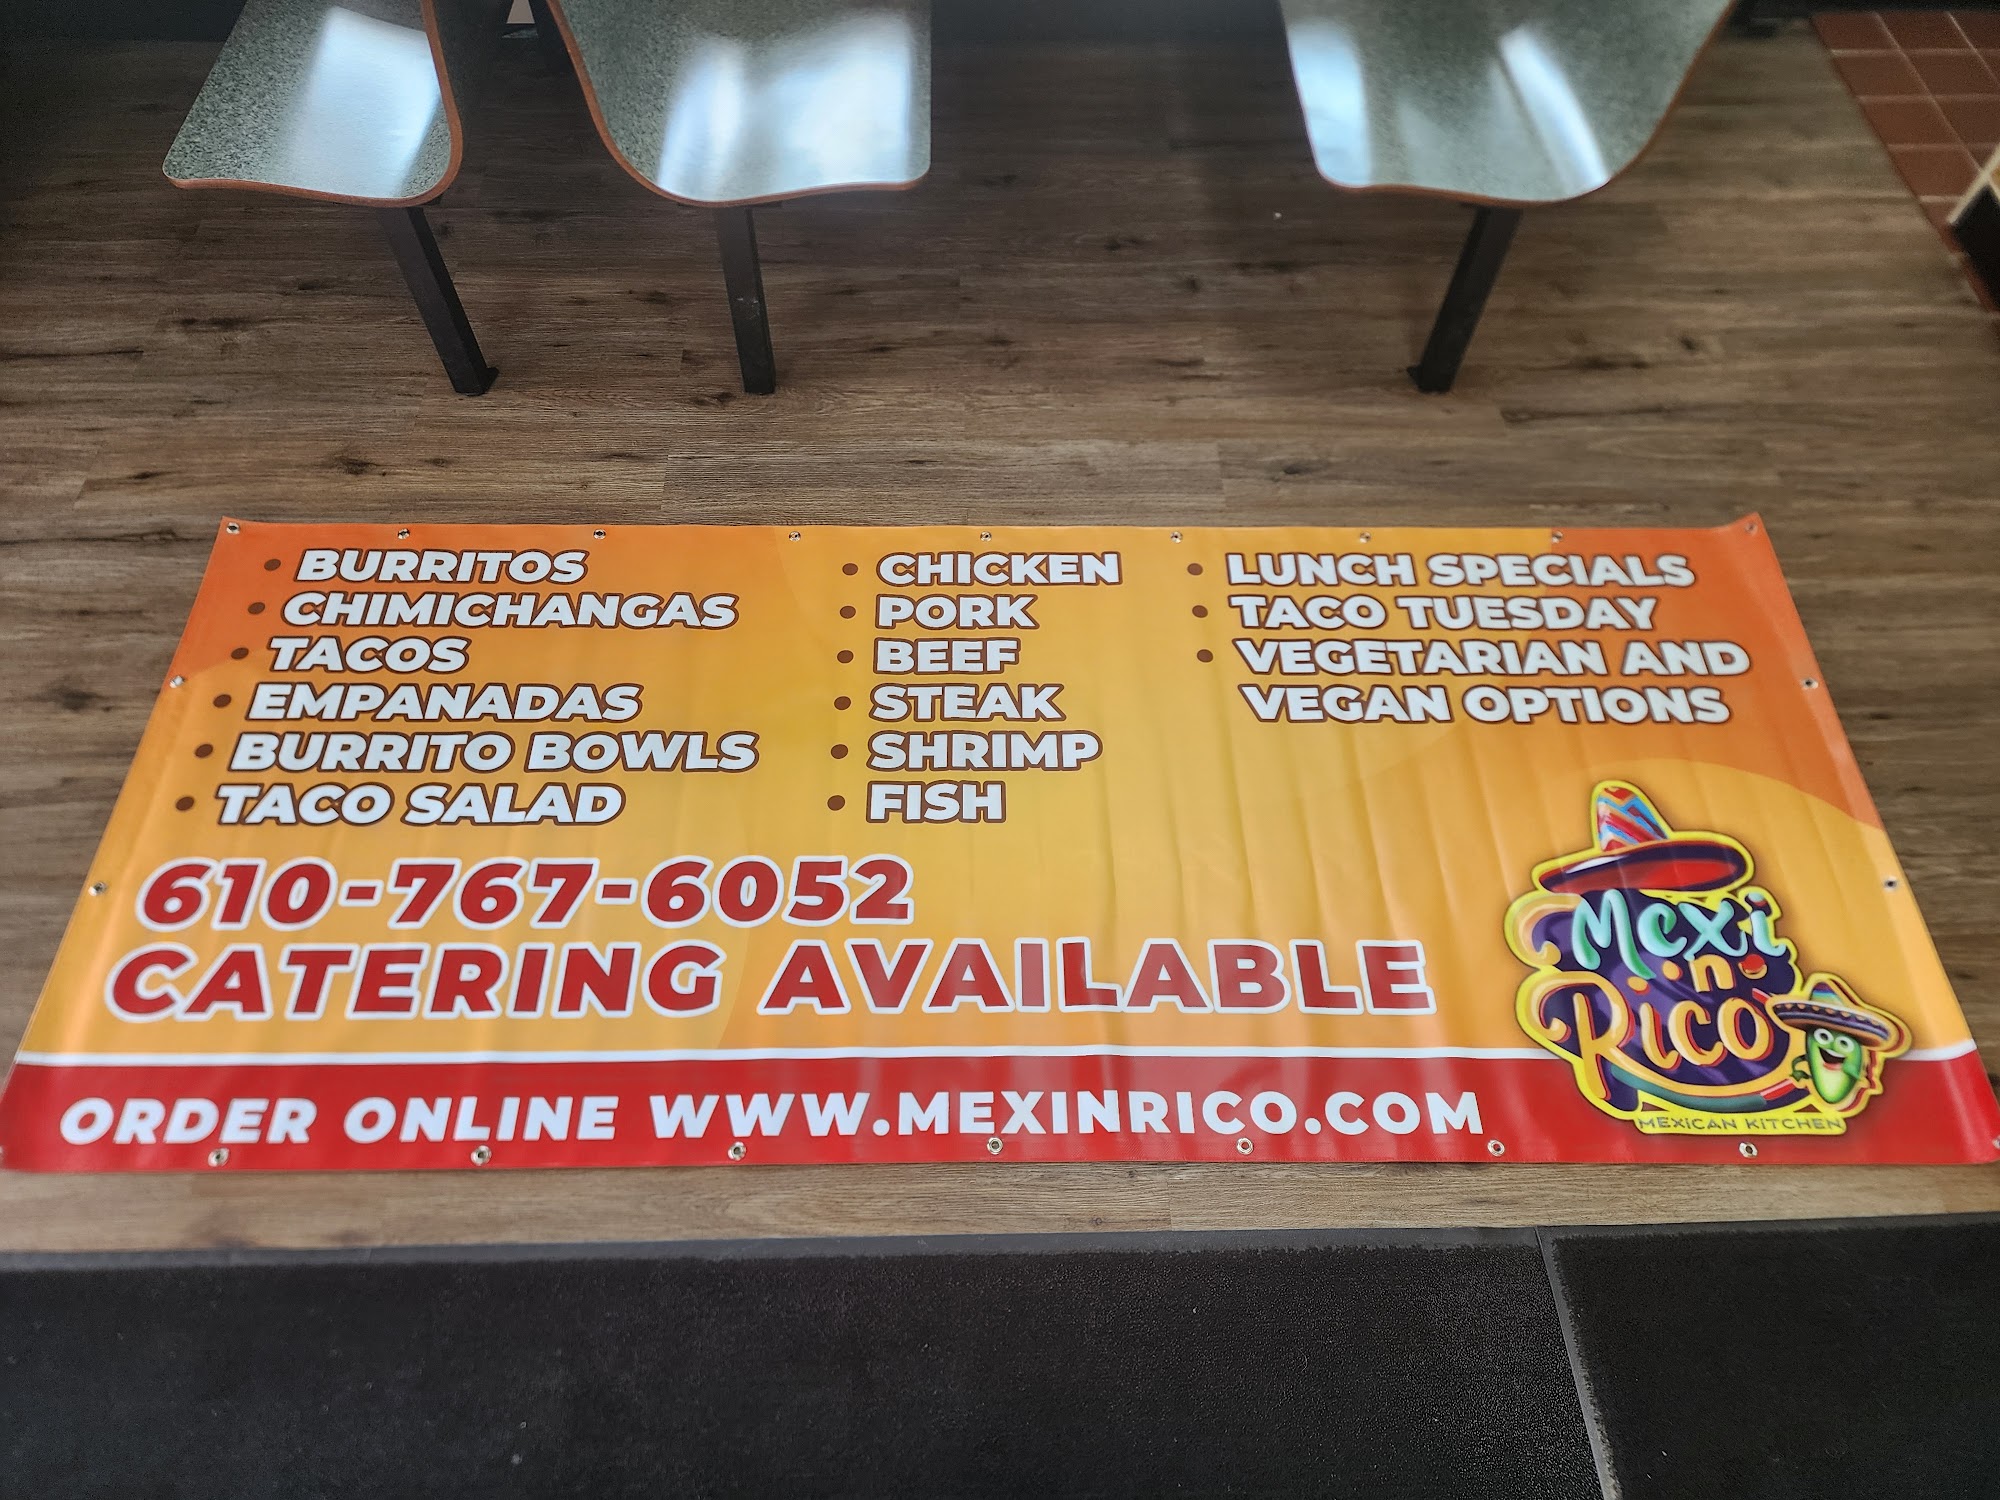 • BURRITOS
• CHIMICHANGAS
• TACOS
• EMPANADAS
• BURRITO BOWLS
• TACO SALAD
• CHICKEN
• PORK
• BEEF
• STEAK
• SHRIMP
• FISH
• LUNCH SPECIALS
• TACO TUESDAY
• VEGETARIAN AND
VEGAN OPTIONS
610-767-6052
CATERING AVAILABLE
ORDER ONLINE WWW.MEXINRICO.COM
Mexi
n
Rico
MEXICAN KITCHEN